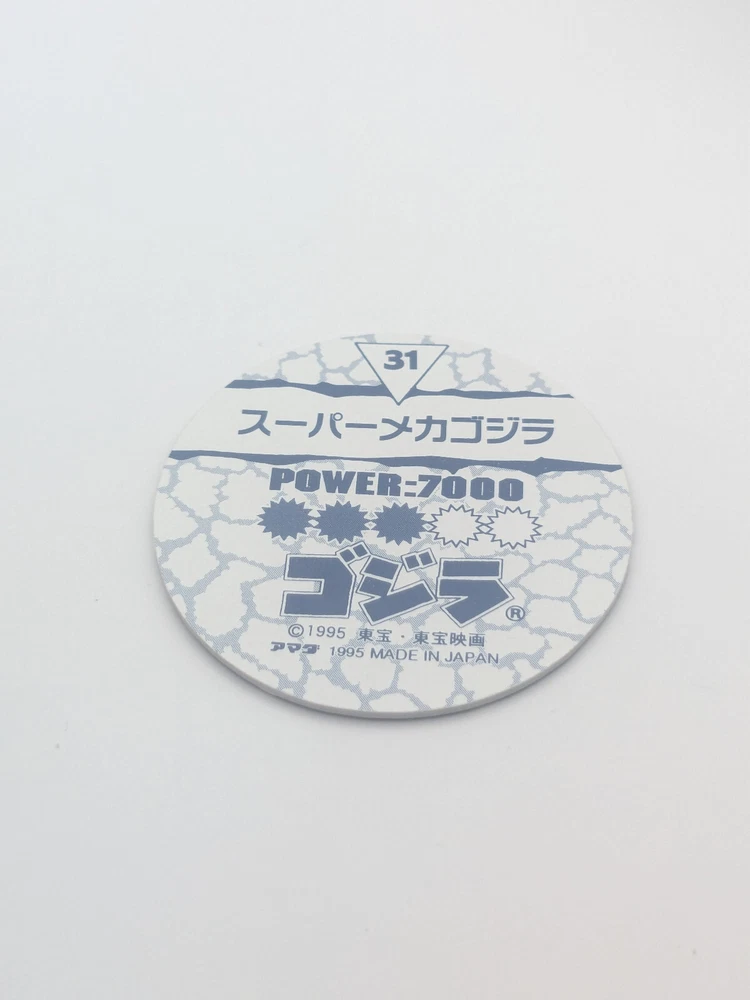 31
スーパーメカゴジラ
POWER:7000
ゴジラ®
©1995 東宝・東宝映画
アマダ 1995 MADE IN JAPAN